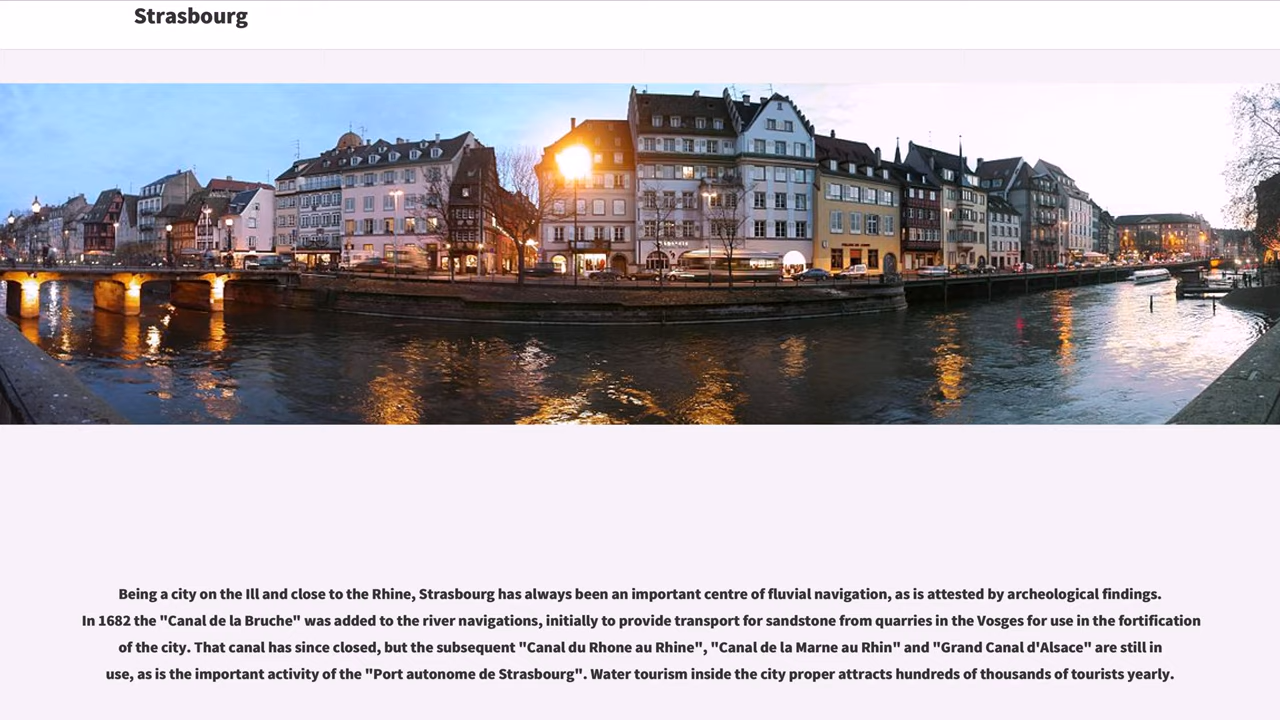 Strasbourg
Being a city on the Ill and close to the Rhine, Strasbourg has always been an important centre of fluvial navigation, as is attested by archeological findings.
In 1682 the "Canal de la Bruche" was added to the river navigations, initially to provide transport for sandstone from quarries in the Vosges for use in the fortification
of the city. That canal has since closed, but the subsequent "Canal du Rhone au Rhine", "Canal de la Marne au Rhin" and "Grand Canal d'Alsace" are still in
use, as is the important activity of the "Port autonome de Strasbourg". Water tourism inside the city proper attracts hundreds of thousands of tourists yearly.